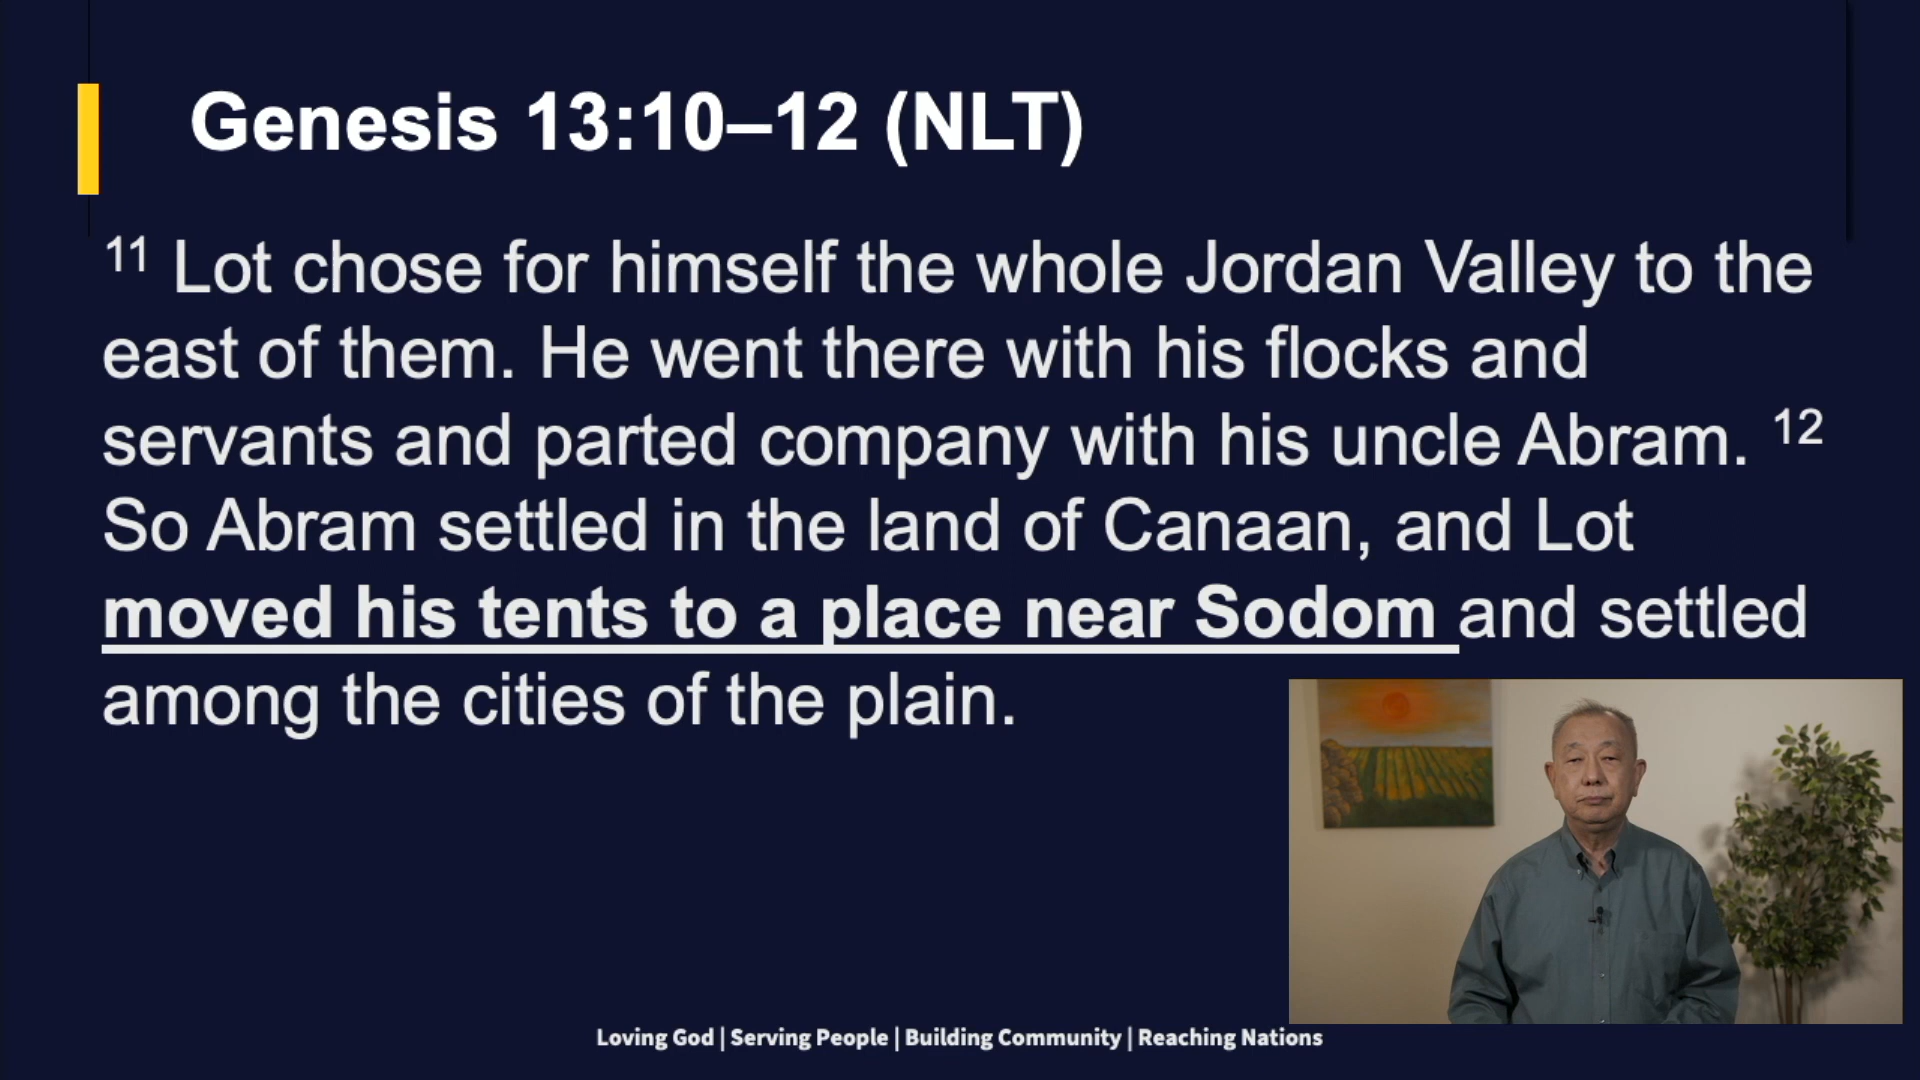 Genesis 13:10–12 (NLT)
11 Lot chose for himself the whole Jordan Valley to the
east of them. He went there with his flocks and
servants and parted company with his uncle Abram. 12
So Abram settled in the land of Canaan, and Lot
moved his tents to a place near Sodom and settled
among the cities of the plain.
Loving God | Serving People | Building Community | Reaching Nations